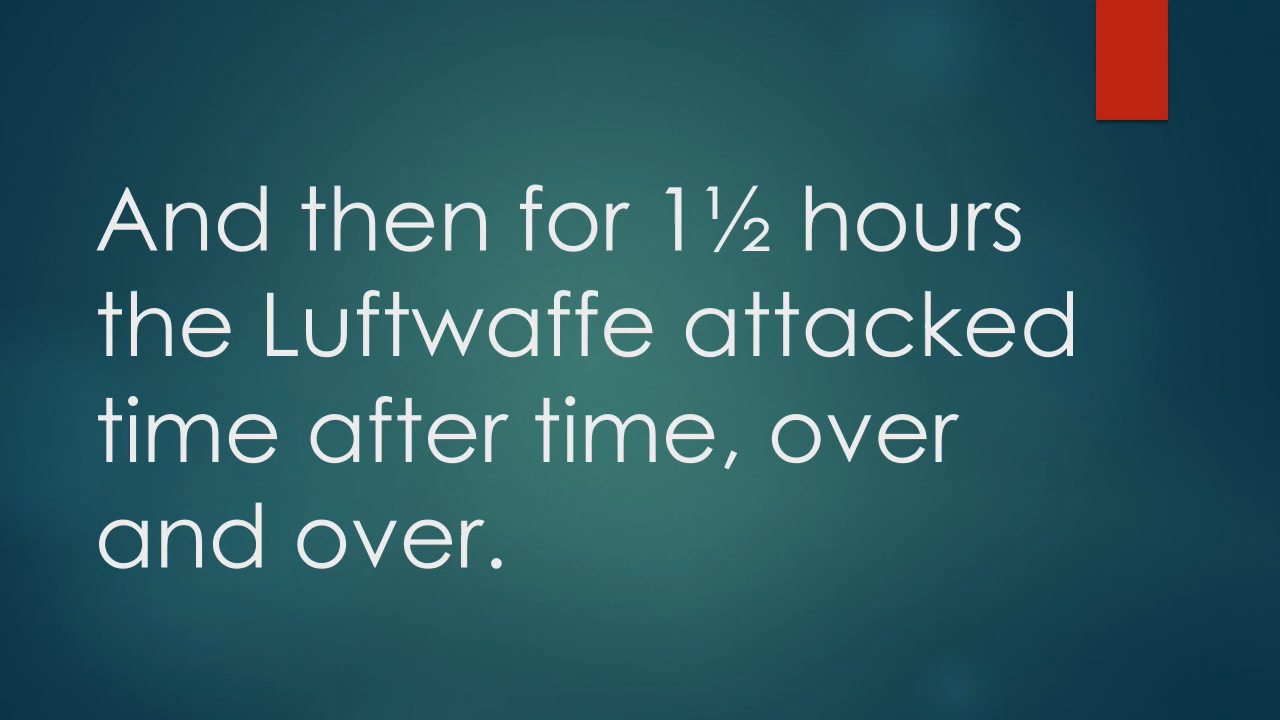 And then for 1½ hours
the Luftwaffe attacked
time after time, over
and over.